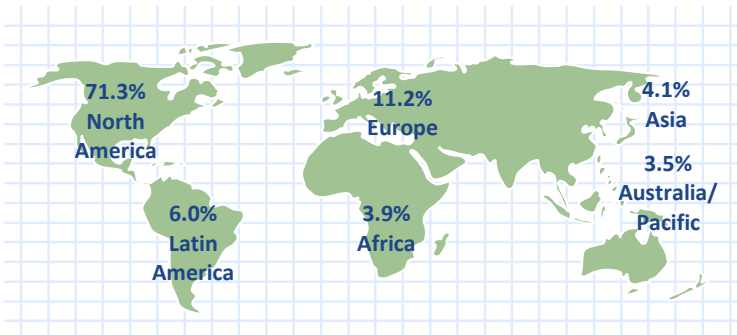 71.3%
North
America
11.2%
Europe
4.1%
Asia
3.5%
Australia/
Pacific
6.0%
Latin
America
3.9%
Africa